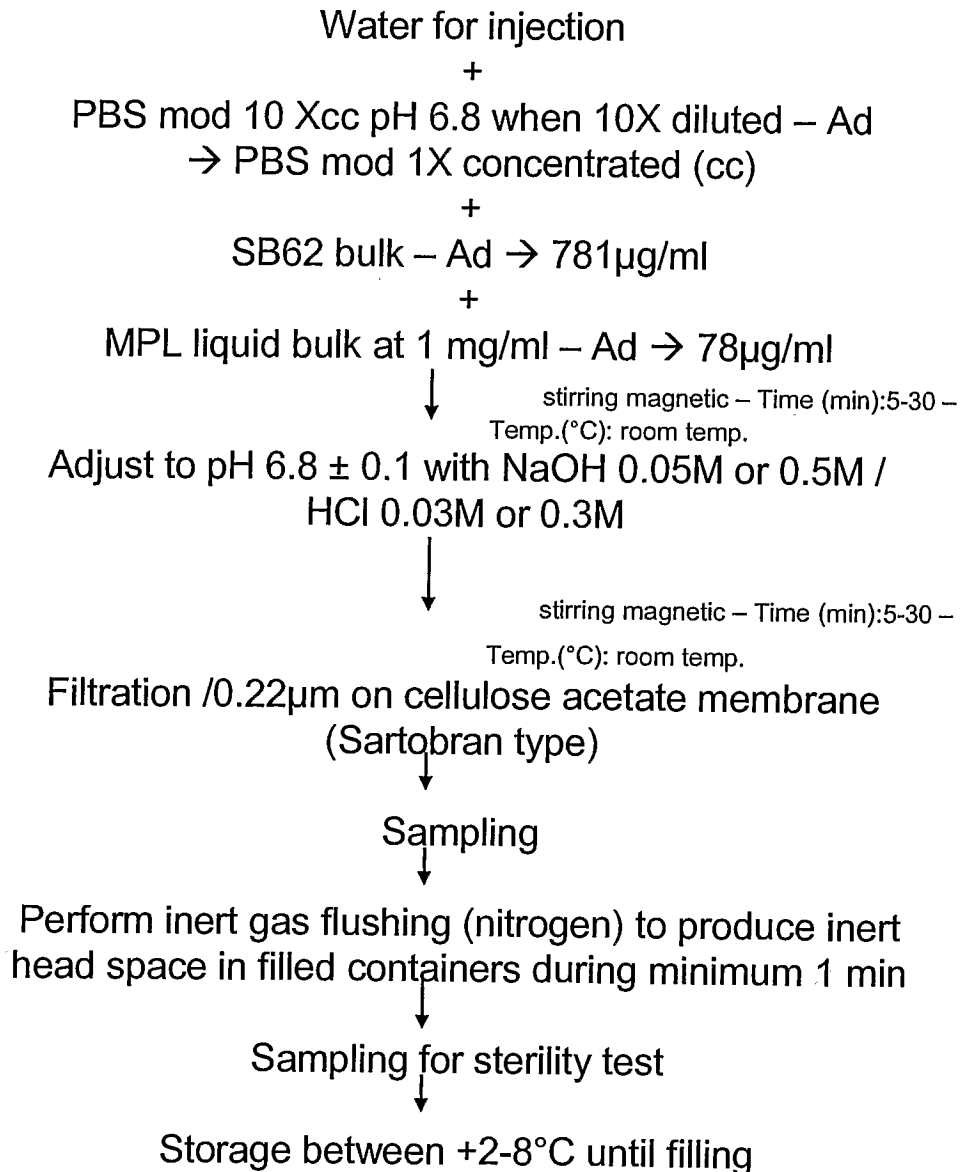 Water for injection
+
PBS mod 10 Xcc pH 6.8 when 10X diluted – Ad
→ PBS mod 1X concentrated (cc)
+
SB62 bulk – Ad → 781µg/ml
+
MPL liquid bulk at 1 mg/ml – Ad → 78µg/ml
stirring magnetic – Time (min):5-30 –
Temp.(°C): room temp.
Adjust to pH 6.8 ± 0.1 with NaOH 0.05M or 0.5M /
HCl 0.03M or 0.3M
stirring magnetic – Time (min):5-30 –
Temp.(°C): room temp.
Filtration /0.22µm on cellulose acetate membrane
(Sartobran type)
Sampling
Perform inert gas flushing (nitrogen) to produce inert
head space in filled containers during minimum 1 min
Sampling for sterility test
Storage between +2-8°C until filling